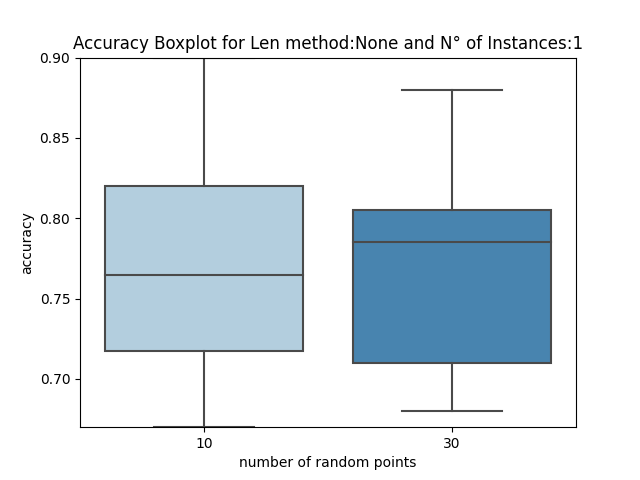 Accuracy Boxplot for Len method:None and N° of Instances:1
0.90
0.85
0.80
0.75
0.70
accuracy
10
30
number of random points